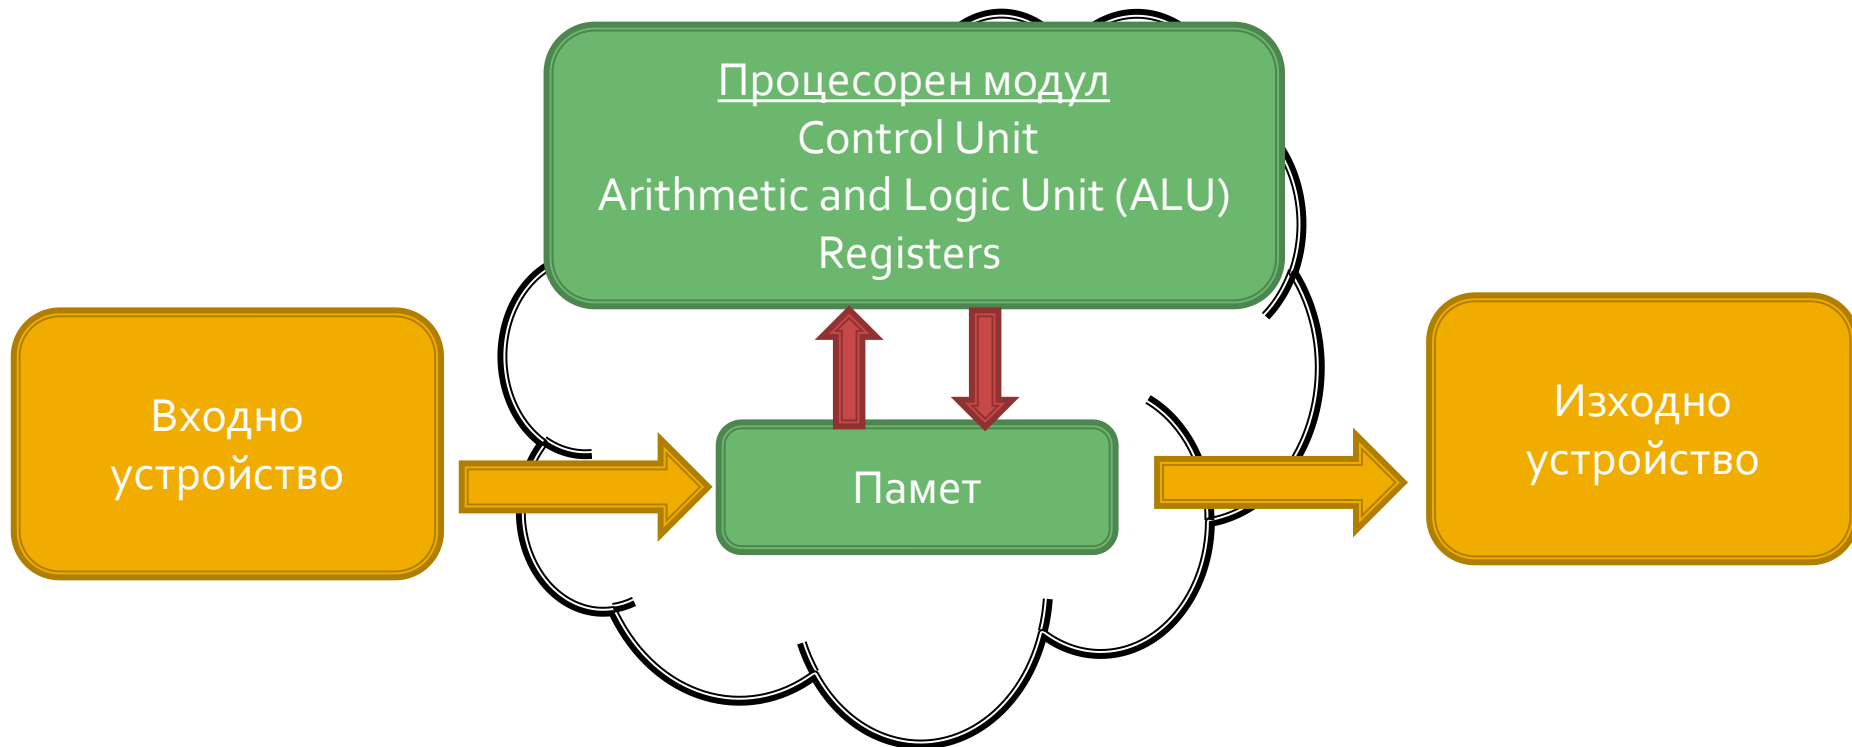 Процесорен модул
Control Unit
Arithmetic and Logic Unit (ALU)
Registers
Входно
устройство
Памет
Изходно
устройство